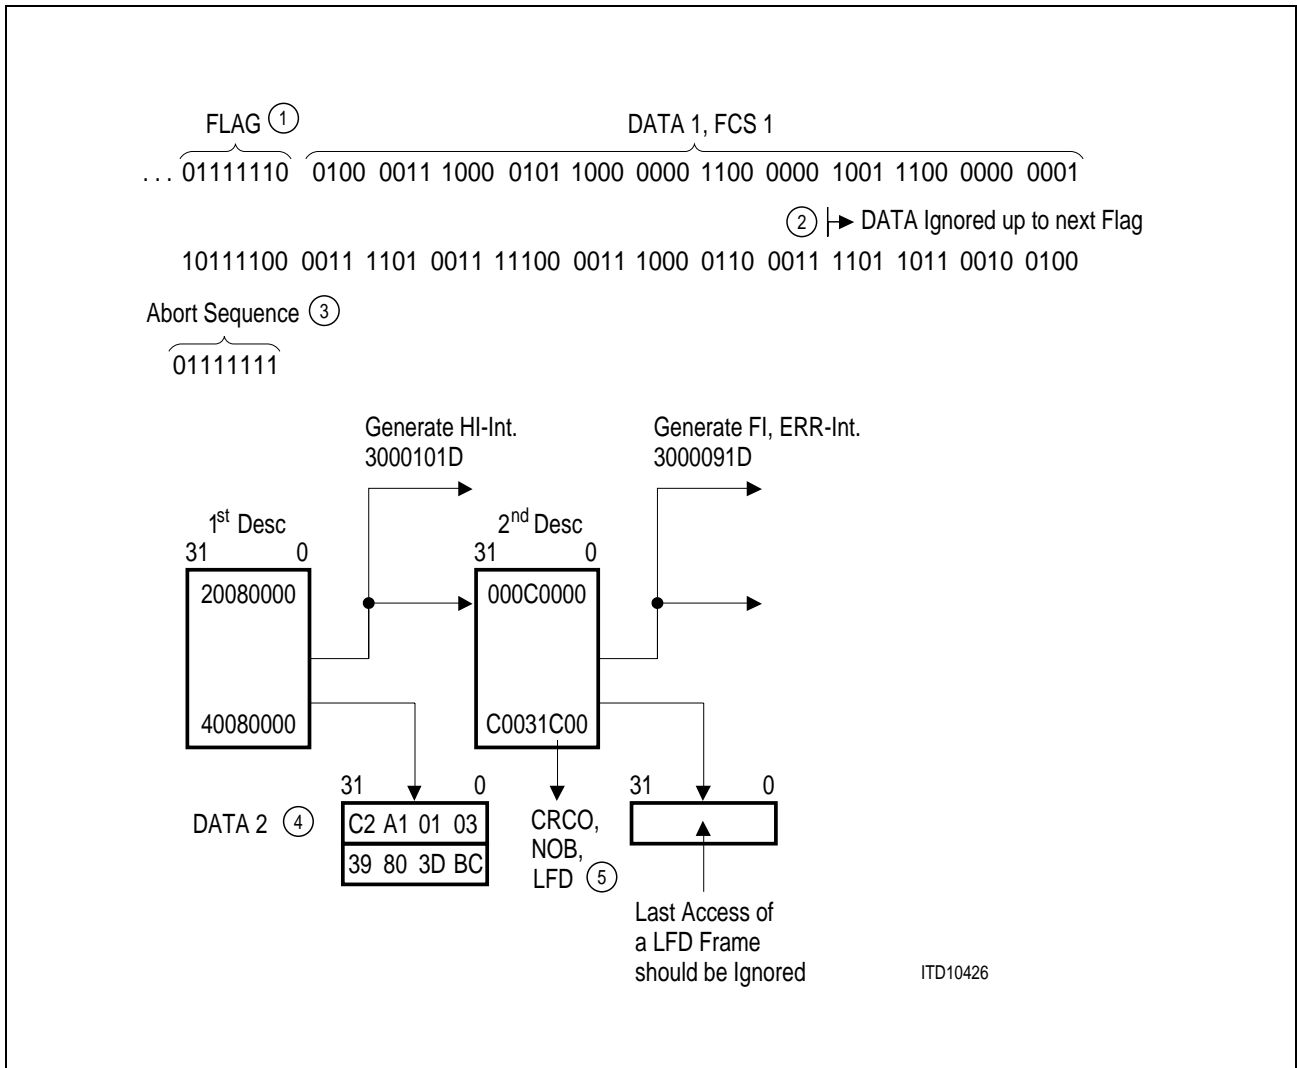 FLAG 1 DATA 1, FCS 1
. . . 01111110 0100 0011 1000 0101 1000 0000 1100 0000 1001 1100 0000 0001
2 DATA Ignored up to next Flag
10111100 0011 1101 0011 11100 0011 1000 0110 0011 1101 1011 0010 0100
Abort Sequence 3
01111111
Generate HI-Int. Generate FI, ERR-Int.
3000101D 3000091D
1st Desc 2nd Desc
31 0 31 0
20080000 000C0000
40080000 C0031C00
31 0 31 0
DATA 2 4 C2 A1 01 03 CRCO,
39 80 3D BC NOB,
LFD 5
Last Access of
a LFD Frame
should be Ignored ITD10426